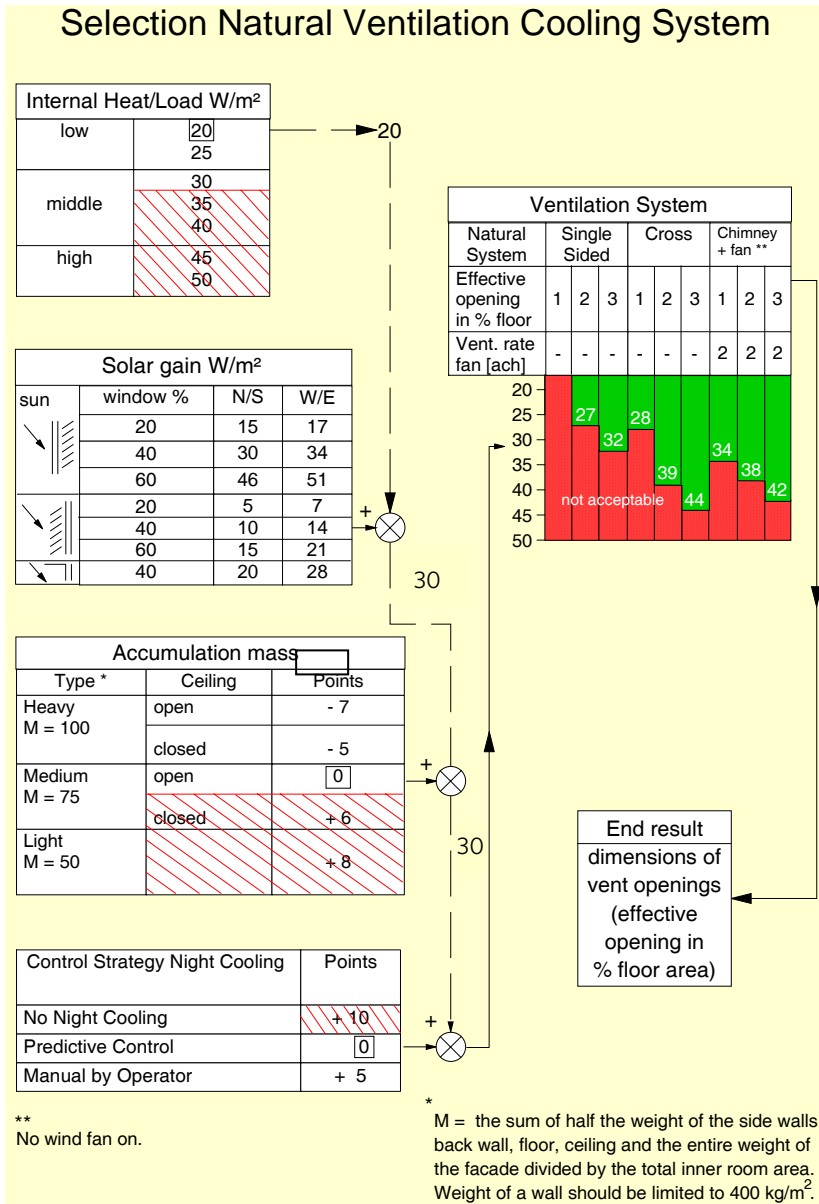 Selection Natural Ventilation Cooling System
Internal Heat/Load W/m²
low 20
25
30
middle 35
40
high 45
50
20
Solar gain W/m²
sun window % N/S W/E
20 15 17
40 30 34
60 46 51
20 5 7
40 10 14
60 15 21
40 20 28
+
30
Accumulation mass
Type * Ceiling Points
Heavy open - 7
M = 100
closed - 5
Medium open 0
M = 75
closed + 6
Light
M = 50 + 8
+
30
Control Strategy Night Cooling Points
No Night Cooling + 10
Predictive Control 0
Manual by Operator + 5
+
**
No wind fan on.
Ventilation System
Natural Single Cross Chimney
System Sided + fan **
Effective
opening 1 2 3 1 2 3 1 2 3
in % floor
Vent. rate
fan [ach] - - - - - - 2 2 2
20
25
30
35
40
45
50
27
32
28
39
44
34
38
42
not acceptable
End result
dimensions of
vent openings
(effective
opening in
% floor area)
*
M = the sum of half the weight of the side walls
back wall, floor, ceiling and the entire weight of
the facade divided by the total inner room area.
Weight of a wall should be limited to 400 kg/m².